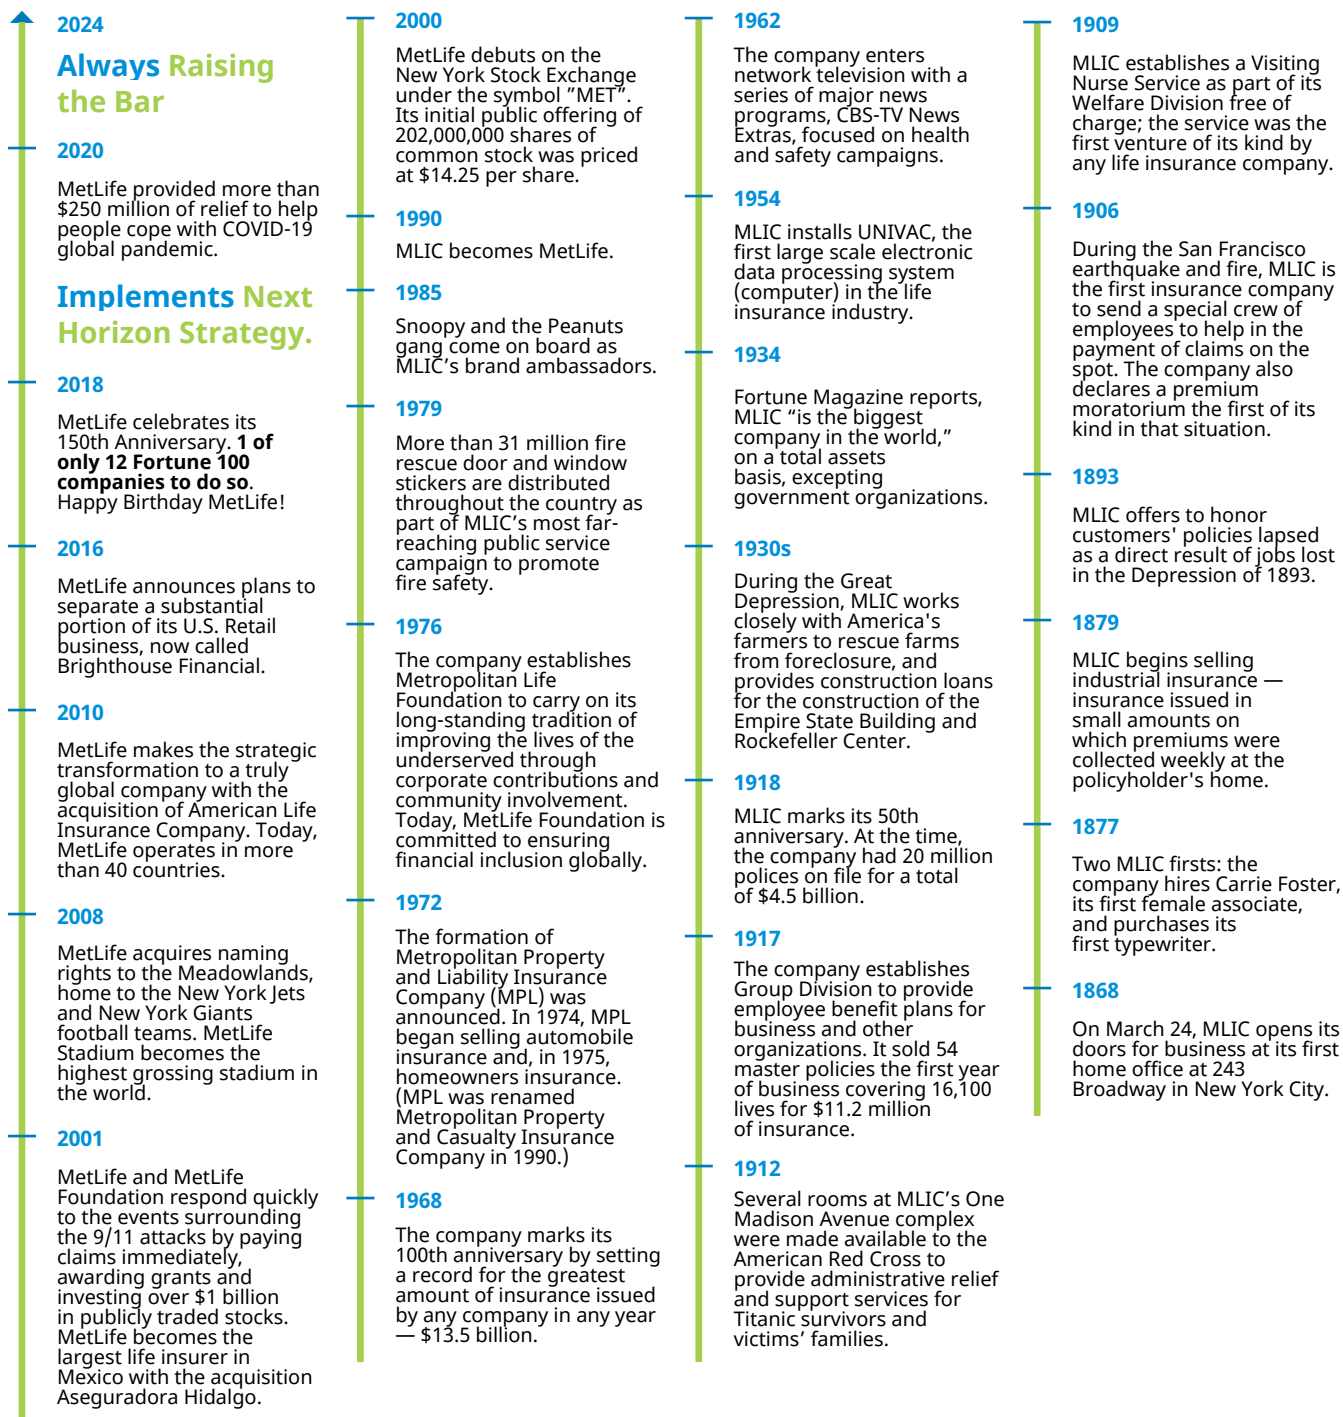 2024
Always Raising
the Bar
2020
MetLife provided more than
$250 million of relief to help
people cope with COVID-19
global pandemic.
Implements Next
Horizon Strategy.
2018
MetLife celebrates its
150th Anniversary. 1 of
only 12 Fortune 100
companies to do so.
Happy Birthday MetLife!
2016
MetLife announces plans to
separate a substantial
portion of its U.S. Retail
business, now called
Brighthouse Financial.
2010
MetLife makes the strategic
transformation to a truly
global company with the
acquisition of American Life
Insurance Company. Today,
MetLife operates in more
than 40 countries.
2008
MetLife acquires naming
rights to the Meadowlands,
home to the New York Jets
and New York Giants
football teams. MetLife
Stadium becomes the
highest grossing stadium in
the world.
2001
MetLife and MetLife
Foundation respond quickly
to the events surrounding
the 9/11 attacks by paying
claims immediately,
awarding grants and
investing over $1 billion
in publicly traded stocks.
MetLife becomes the
largest life insurer in
Mexico with the acquisition
Aseguradora Hidalgo.
2000
MetLife debuts on the
New York Stock Exchange
under the symbol ”MET”.
Its initial public offering of
202,000,000 shares of
common stock was priced
at $14.25 per share.
1990
MLIC becomes MetLife.
1985
Snoopy and the Peanuts
gang come on board as
MLIC’s brand ambassadors.
1979
More than 31 million fire
rescue door and window
stickers are distributed
throughout the country as
part of MLIC’s most far-
reaching public service
campaign to promote
fire safety.
1976
The company establishes
Metropolitan Life
Foundation to carry on its
long-standing tradition of
improving the lives of the
underserved through
corporate contributions and
community involvement.
Today, MetLife Foundation is
committed to ensuring
financial inclusion globally.
1972
The formation of
Metropolitan Property
and Liability Insurance
Company (MPL) was
announced. In 1974, MPL
began selling automobile
insurance and, in 1975,
homeowners insurance.
(MPL was renamed
Metropolitan Property
and Casualty Insurance
Company in 1990.)
1968
The company marks its
100th anniversary by setting
a record for the greatest
amount of insurance issued
by any company in any year
— $13.5 billion.
1962
The company enters
network television with a
series of major news
programs, CBS-TV News
Extras, focused on health
and safety campaigns.
1954
MLIC installs UNIVAC, the
first large scale electronic
data processing system
(computer) in the life
insurance industry.
1934
Fortune Magazine reports,
MLIC “is the biggest
company in the world,”
on a total assets
basis, excepting
government organizations.
1930s
During the Great
Depression, MLIC works
closely with America's
farmers to rescue farms
from foreclosure, and
provides construction loans
for the construction of the
Empire State Building and
Rockefeller Center.
1918
MLIC marks its 50th
anniversary. At the time,
the company had 20 million
polices on file for a total
of $4.5 billion.
1917
The company establishes
Group Division to provide
employee benefit plans for
business and other
organizations. It sold 54
master policies the first year
of business covering 16,100
lives for $11.2 million
of insurance.
1912
Several rooms at MLIC’s One
Madison Avenue complex
were made available to the
American Red Cross to
provide administrative relief
and support services for
Titanic survivors and
victims’ families.
1909
MLIC establishes a Visiting
Nurse Service as part of its
Welfare Division free of
charge; the service was the
first venture of its kind by
any life insurance company.
1906
During the San Francisco
earthquake and fire, MLIC is
the first insurance company
to send a special crew of
employees to help in the
payment of claims on the
spot. The company also
declares a premium
moratorium the first of its
kind in that situation.
1893
MLIC offers to honor
customers' policies lapsed
as a direct result of jobs lost
in the Depression of 1893.
1879
MLIC begins selling
industrial insurance —
insurance issued in
small amounts on
which premiums were
collected weekly at the
policyholder's home.
1877
Two MLIC firsts: the
company hires Carrie Foster,
its first female associate,
and purchases its
first typewriter.
1868
On March 24, MLIC opens its
doors for business at its first
home office at 243
Broadway in New York City.